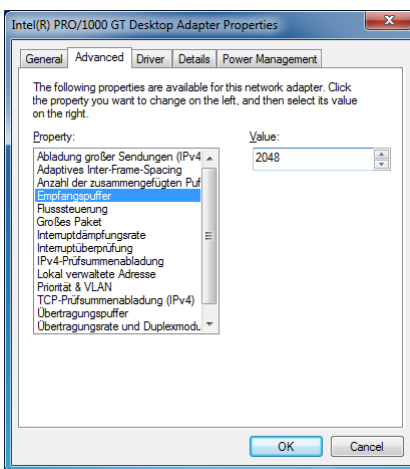 Intel(R) PRO/1000 GT Desktop Adapter Properties
General Advanced Driver Details Power Management
The following properties are available for this network adapter. Click
the property you want to change on the left, and then select its value
on the right.
Property:
Value:
Abladung großer Sendungen (IPv4
2048
Adaptives Inter-Frame-Spacing
Anzahl der zusammengefügten Puf
Empfangspuffer
Flusssteuerung
Großes Paket
Interruptdämpfungsrate
Interruptüberprüfung
IPv4-Prüfsummenabladung
Lokal verwaltete Adresse
Priorität & VLAN
TCP-Prüfsummenabladung (IPv4)
Übertragungspuffer
Übertragungsrate und Duplexmodu
OK Cancel